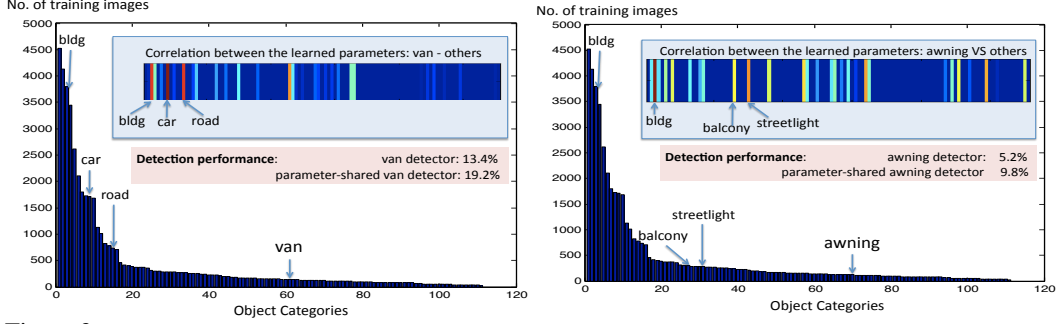 No. of training images
5000
4500
4000
3500
3000
2500
2000
1500
1000
500
0
0 20 40 60 80 100 120
Object Categories
bldg
car
road
van
Correlation between the learned parameters: van - others
bldg car road
Detection performance: van detector: 13.4%
parameter-shared van detector: 19.2%
No. of training images
5000
4500
4000
3500
3000
2500
2000
1500
1000
500
0
0 20 40 60 80 100 120
Object Categories
bldg
streetlight
balcony
awning
Correlation between the learned parameters: awning VS others
bldg balcony streetlight
Detection performance: awning detector: 5.2%
parameter-shared awning detector 9.8%